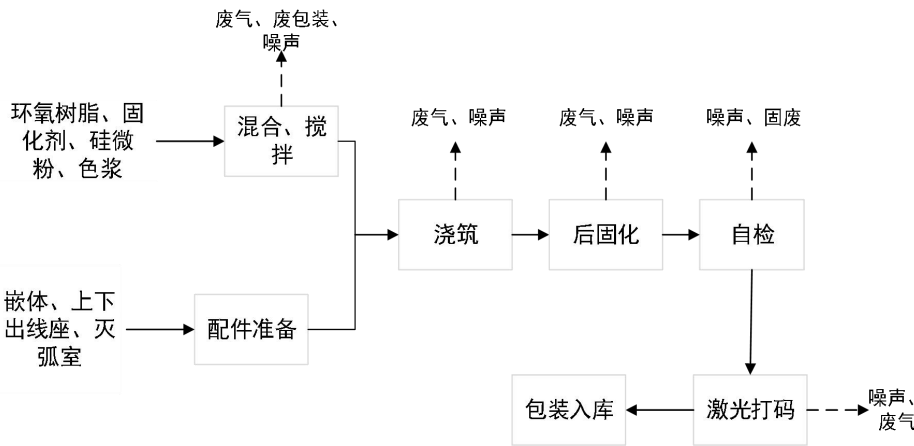 废气、废包装、
噪声
环氧树脂、固
化剂、硅微
粉、色浆
混合、搅
拌
废气、噪声
废气、噪声
噪声、固废
浇筑
后固化
自检
嵌体、上下
出线座、灭
弧室
配件准备
包装入库
激光打码
噪声、
废气